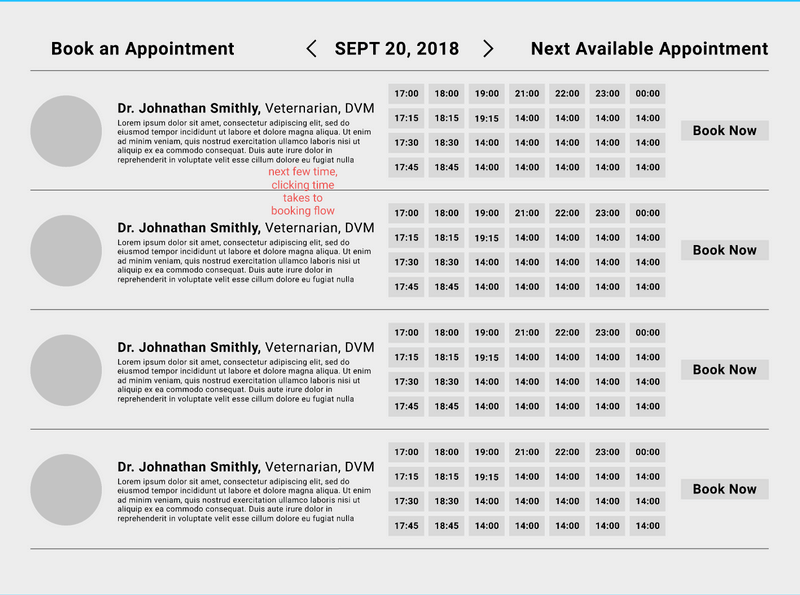 Book an Appointment
SEPT 20, 2018
Next Available Appointment
Dr. Johnathan Smithly, Veternarian, DVM
Lorem ipsum dolor sit amet, consectetur adipiscing elit, sed do
eiusmod tempor incididunt ut labore et dolore magna aliqua. Ut enim
ad minim veniam, quis nostrud exercitation ullamco laboris nisi ut
aliquip ex ea commodo consequat. Duis aute irure dolor in
reprehenderit in voluptate velit esse cillum dolore eu fugiat nulla
17:00 18:00 19:00 21:00 22:00 23:00 00:00
17:15 18:15 19:15 14:00 14:00 14:00 14:00
17:30 18:30 14:00 14:00 14:00 14:00 14:00
17:45 18:45 14:00 14:00 14:00 14:00 14:00
Book Now
next few time,
clicking time
takes to
booking flow
Dr. Johnathan Smithly, Veternarian, DVM
Lorem ipsum dolor sit amet, consectetur adipiscing elit, sed do
eiusmod tempor incididunt ut labore et dolore magna aliqua. Ut enim
ad minim veniam, quis nostrud exercitation ullamco laboris nisi ut
aliquip ex ea commodo consequat. Duis aute irure dolor in
reprehenderit in voluptate velit esse cillum dolore eu fugiat nulla
17:00 18:00 19:00 21:00 22:00 23:00 00:00
17:15 18:15 19:15 14:00 14:00 14:00 14:00
17:30 18:30 14:00 14:00 14:00 14:00 14:00
17:45 18:45 14:00 14:00 14:00 14:00 14:00
Book Now
Dr. Johnathan Smithly, Veternarian, DVM
Lorem ipsum dolor sit amet, consectetur adipiscing elit, sed do
eiusmod tempor incididunt ut labore et dolore magna aliqua. Ut enim
ad minim veniam, quis nostrud exercitation ullamco laboris nisi ut
aliquip ex ea commodo consequat. Duis aute irure dolor in
reprehenderit in voluptate velit esse cillum dolore eu fugiat nulla
17:00 18:00 19:00 21:00 22:00 23:00 00:00
17:15 18:15 19:15 14:00 14:00 14:00 14:00
17:30 18:30 14:00 14:00 14:00 14:00 14:00
17:45 18:45 14:00 14:00 14:00 14:00 14:00
Book Now
Dr. Johnathan Smithly, Veternarian, DVM
Lorem ipsum dolor sit amet, consectetur adipiscing elit, sed do
eiusmod tempor incididunt ut labore et dolore magna aliqua. Ut enim
ad minim veniam, quis nostrud exercitation ullamco laboris nisi ut
aliquip ex ea commodo consequat. Duis aute irure dolor in
reprehenderit in voluptate velit esse cillum dolore eu fugiat nulla
17:00 18:00 19:00 21:00 22:00 23:00 00:00
17:15 18:15 19:15 14:00 14:00 14:00 14:00
17:30 18:30 14:00 14:00 14:00 14:00 14:00
17:45 18:45 14:00 14:00 14:00 14:00 14:00
Book Now